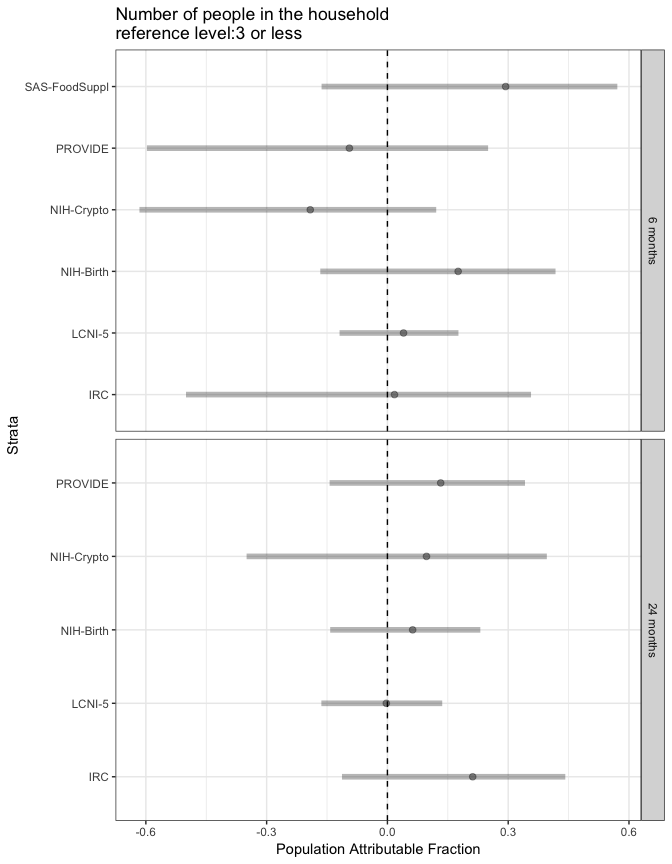 Number of people in the household
reference level:3 or less
Strata
SAS-FoodSuppl
PROVIDE
NIH-Crypto
NIH-Birth
LCNI-5
IRC
6 months
PROVIDE
NIH-Crypto
NIH-Birth
LCNI-5
IRC
24 months
-0.6 -0.3 0.0 0.3 0.6
Population Attributable Fraction